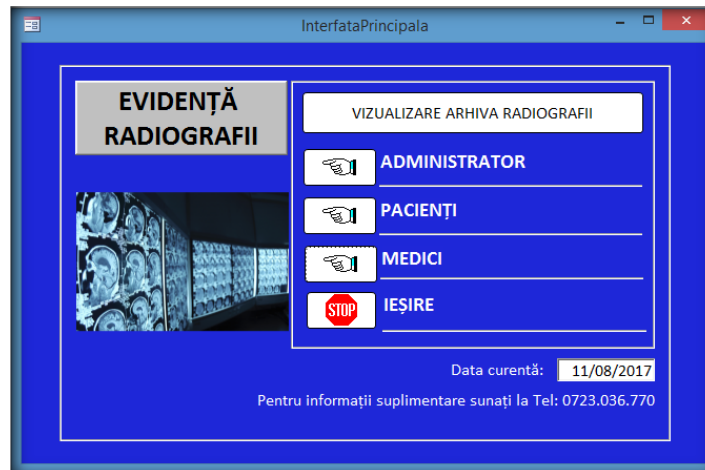 InterfataPrincipala
EVIDENȚĂ
RADIOGRAFII
VIZUALIZARE ARHIVA RADIOGRAFII
ADMINISTRATOR
PACIENȚI
MEDICI
STOP
IEȘIRE
Data curentă: 11/08/2017
Pentru informații suplimentare sunați la Tel: 0723.036.770